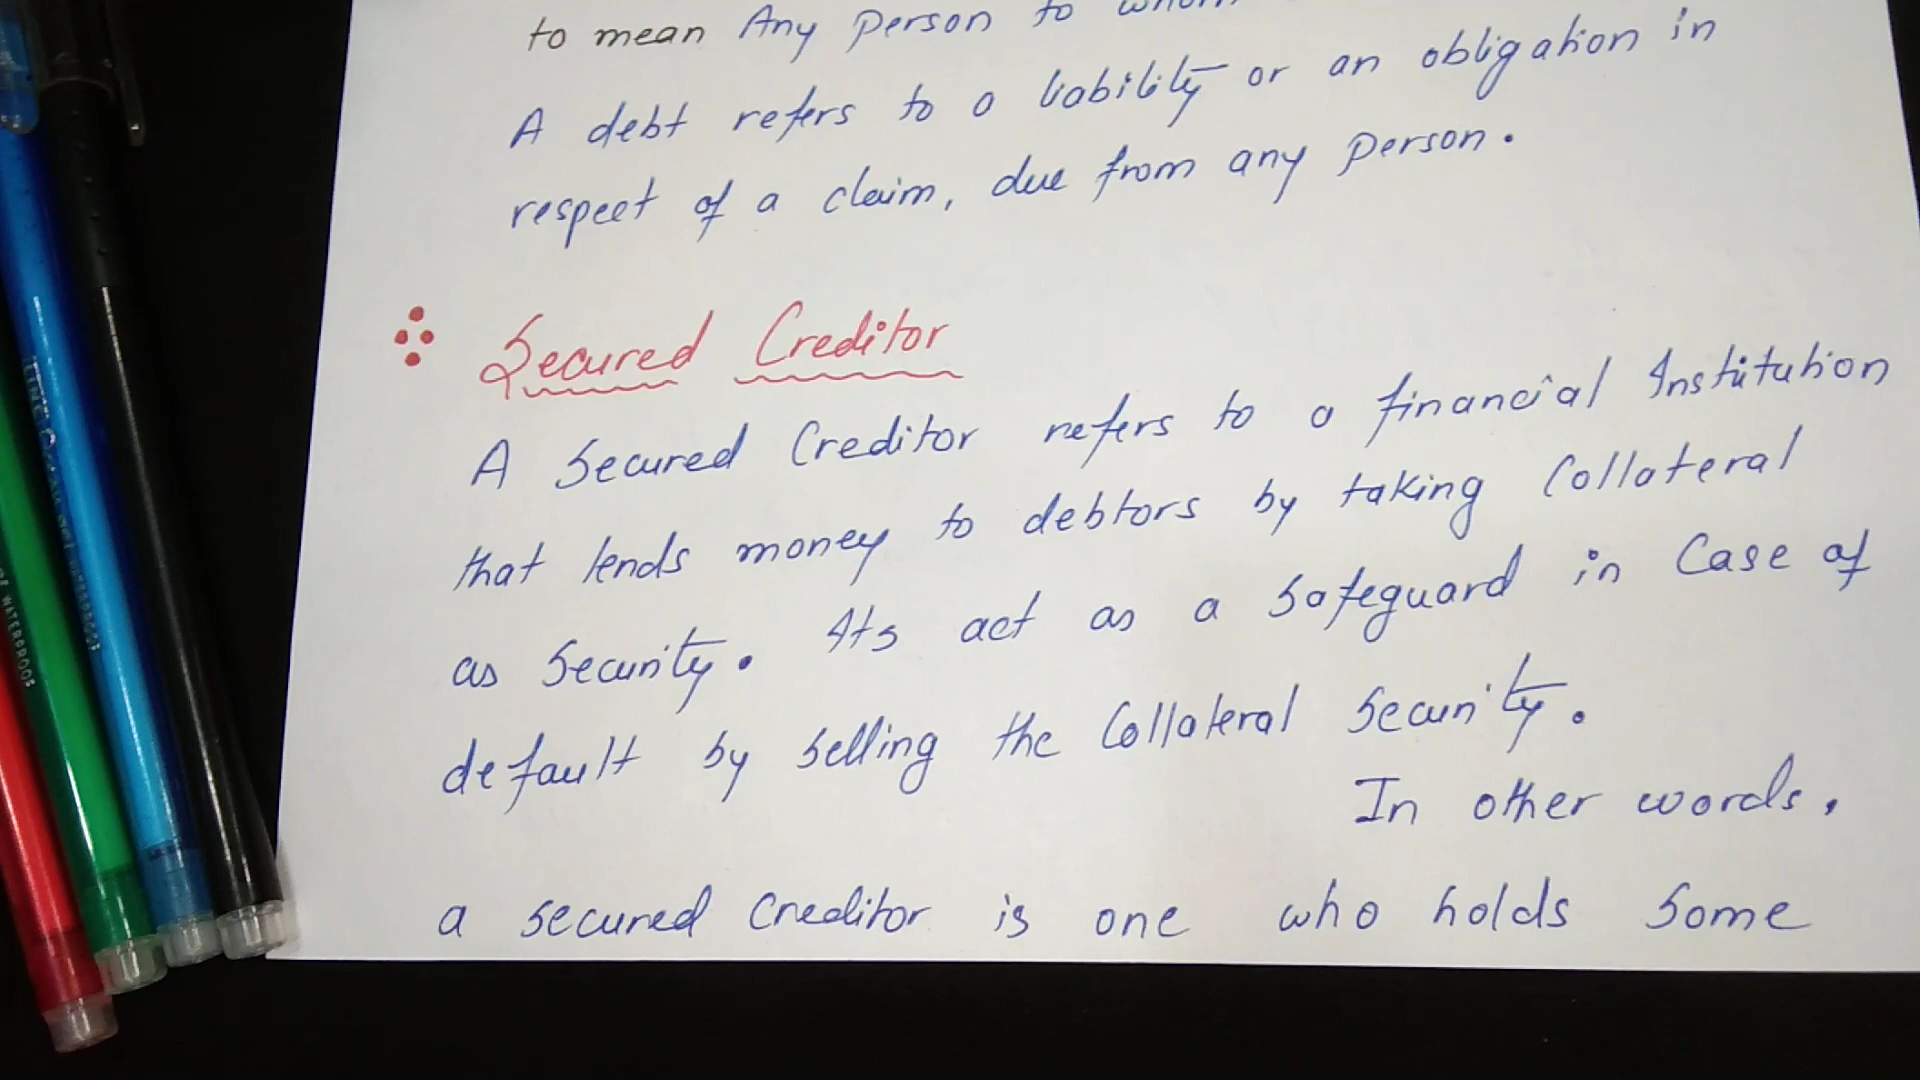 to mean Any Person to whom
A debt refers to a liability or an obligation in
respect of a claim, due from any person.
Secured Creditor
A Secured Creditor refers to a financial Institution
that lends money to debtors by taking Collateral
as Security. Its act as a Safeguard in Case of
default by Selling the Collateral Security.
In other words,
a secured Creditor is one who holds Some